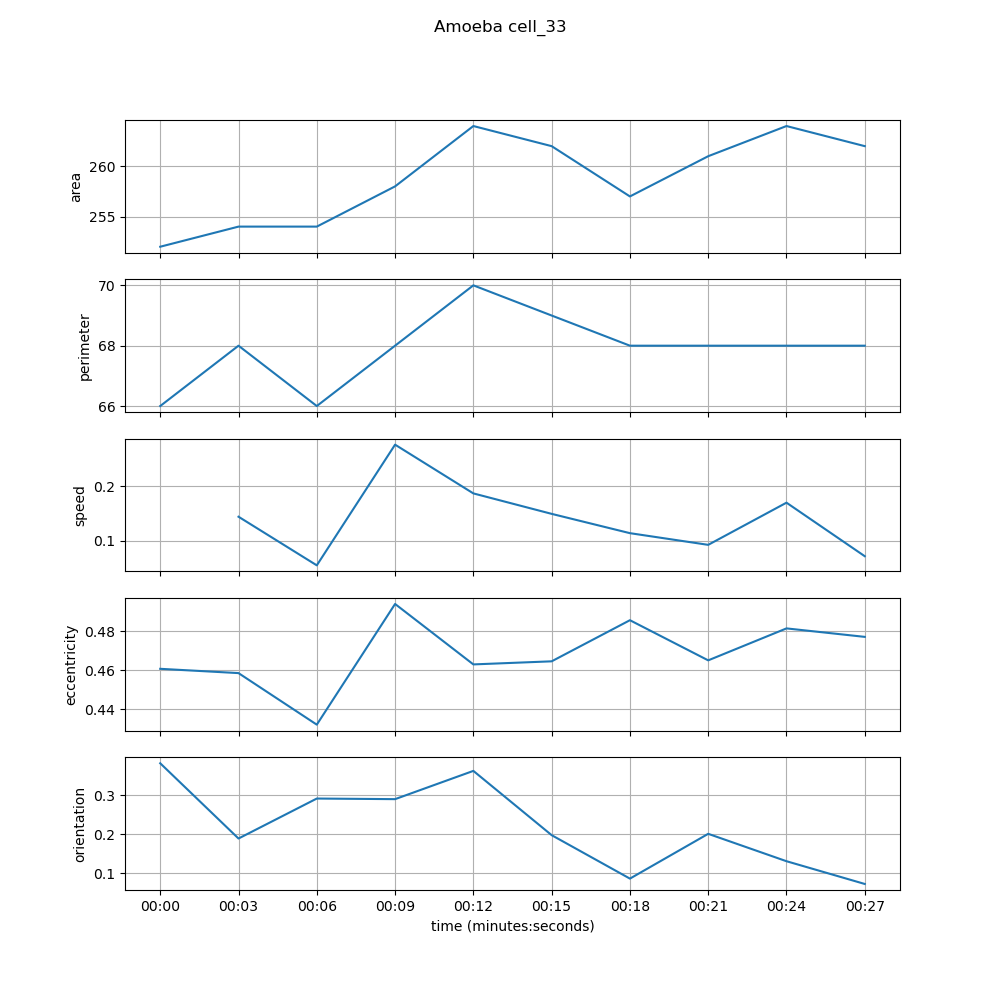 Amoeba cell_33
260
255
area
70
68
66
perimeter
0.2
0.1
speed
0.48
0.46
0.44
eccentricity
0.3
0.2
0.1
orientation
00:00 00:03 00:06 00:09 00:12 00:15 00:18 00:21 00:24 00:27
time (minutes:seconds)